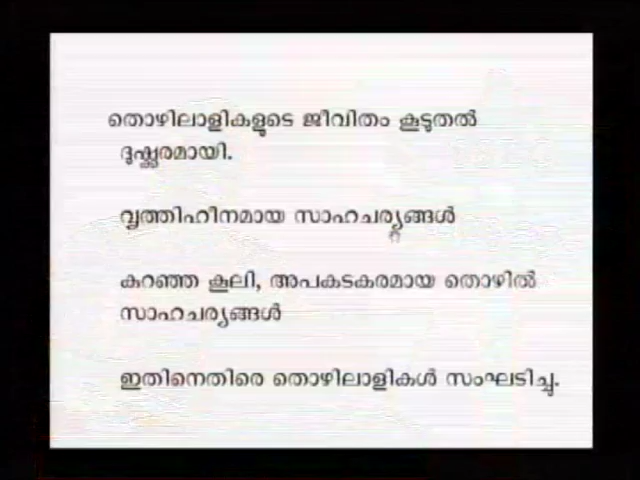 തൊഴിലാളികളുടെ ജീവിതം കൂടുതൽ
ദുഷ്ക്കരമായി.
വൃത്തിഹീനമായ സാഹചര്യങ്ങൾ
കുറഞ്ഞ കൂലി, അപകടകരമായ തൊഴിൽ
സാഹചര്യങ്ങൾ
ഇതിനെതിരെ തൊഴിലാളികൾ സംഘടിച്ചു.